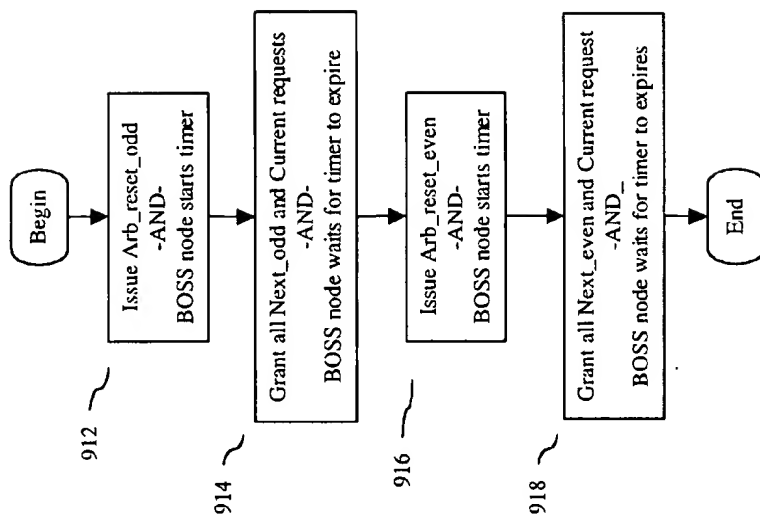 Begin
912
Issue Arb_reset_odd
-AND-
BOSS node starts timer
914
Grant all Next_odd and Current requests
-AND-
BOSS node waits for timer to expire
916
Issue Arb_reset_even
-AND-
BOSS node starts timer
918
Grant all Next_even and Current request
-AND_
BOSS node waits for timer to expires
End